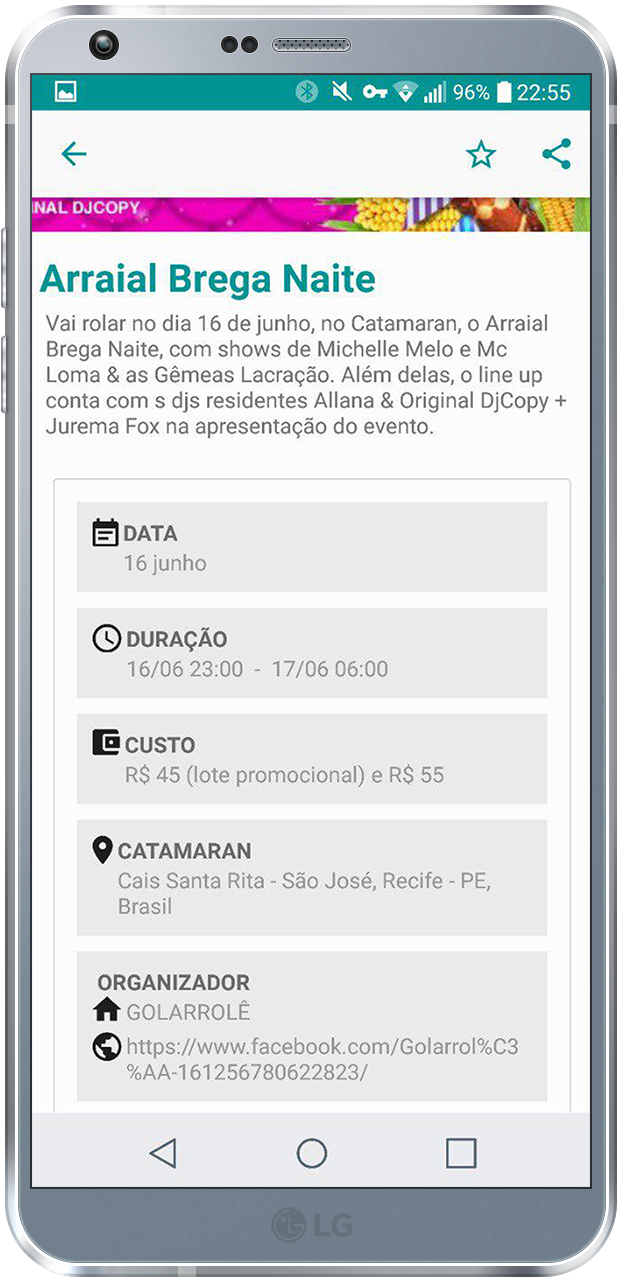 96% 22:55
INAL DJCOPY
Arraial Brega Naite
Vai rolar no dia 16 de junho, no Catamaran, o Arraial
Brega Naite, com shows de Michelle Melo e Mc
Loma & as Gêmeas Lacração. Além delas, o line up
conta com s djs residentes Allana & Original DjCopy +
Jurema Fox na apresentação do evento.
DATA
16 junho
DURAÇÃO
16/06 23:00 - 17/06 06:00
CUSTO
R$ 45 (lote promocional) e R$ 55
CATAMARAN
Cais Santa Rita - São José, Recife - PE,
Brasil
ORGANIZADOR
GOLARROLÊ
https://www.facebook.com/Golarrol%C3
%AA-161256780622823/
LG